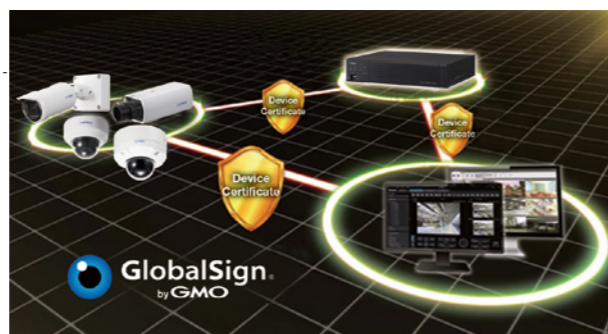 Device
Certificate
Device
Certificate
Device
Certificate
GlobalSign®
by GMO